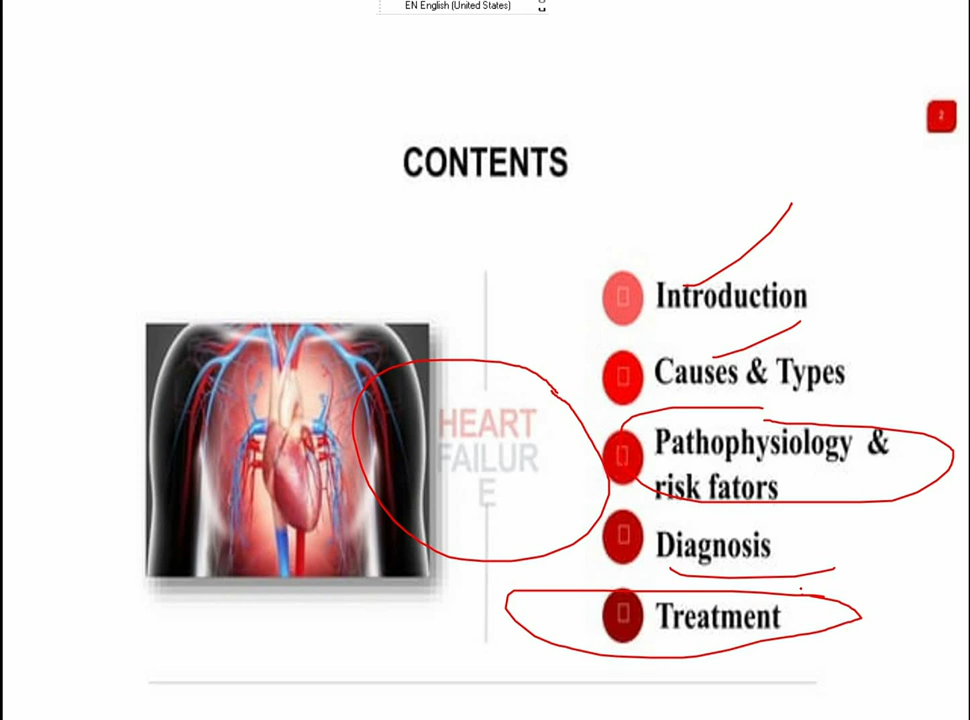 EN English (United States)
2
CONTENTS
HEART
FAILUR
E
Introduction
Causes & Types
Pathophysiology &
risk fators
Diagnosis
Treatment